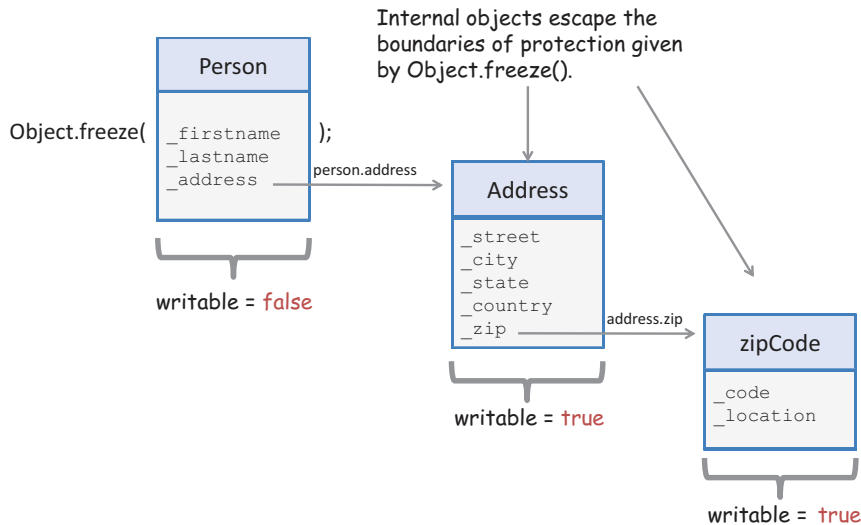 Internal objects escape the
boundaries of protection given
by Object.freeze().
Person
Object.freeze(
_firstname
_lastname
_address
);
person.address
writable = false
Address
_street
_city
_state
_country
_zip
address.zip
writable = true
zipCode
_code
_location
writable = true